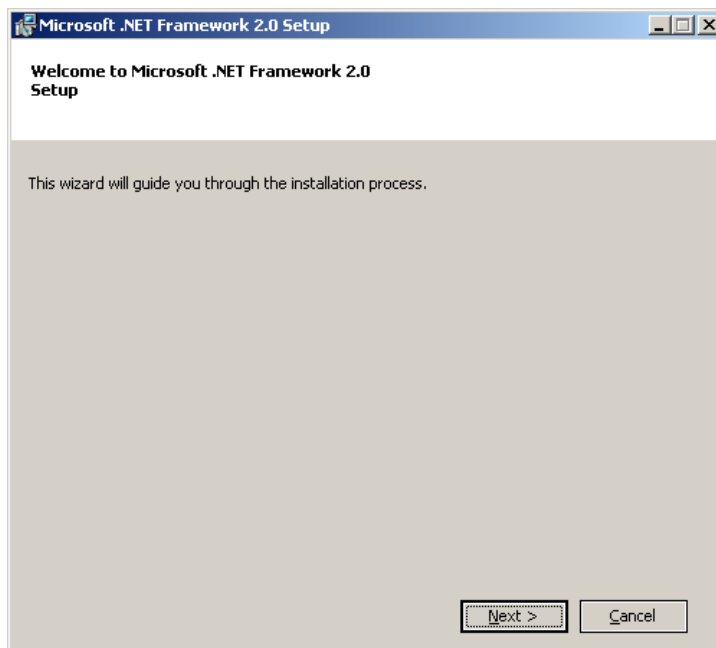 Microsoft .NET Framework 2.0 Setup
Welcome to Microsoft .NET Framework 2.0
Setup
This wizard will guide you through the installation process.
Next >
Cancel